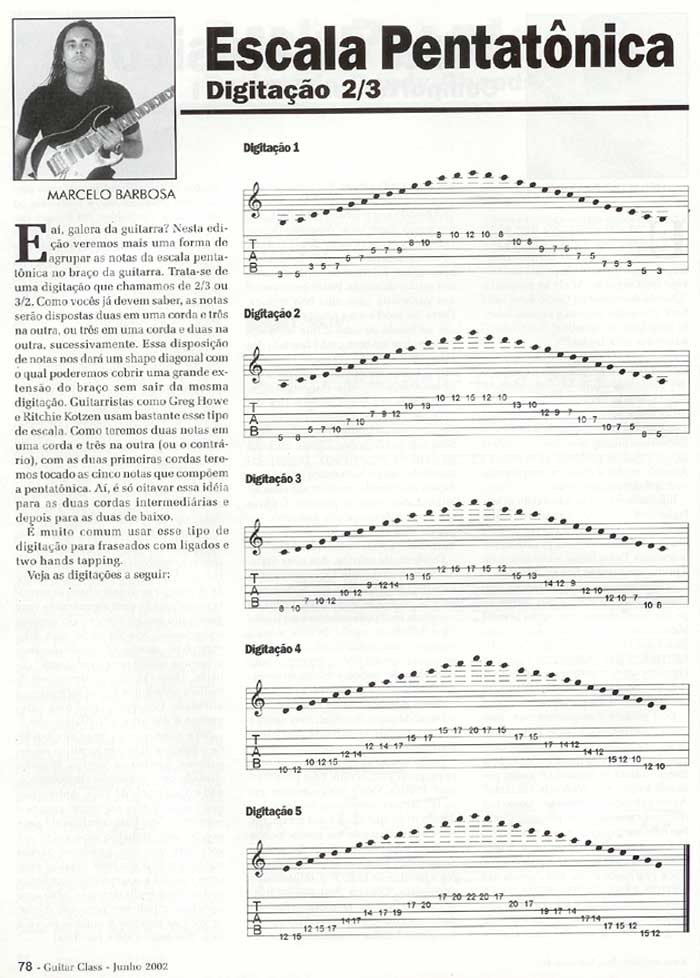 Escala Pentatônica
Digitação 2/3
MARCELO BARBOSA
E aí, galera da guitarra? Nesta edi-
ção veremos mais uma forma de
agrupar as notas da escala penta-
tônica no braço da guitarra. Trata-se de
uma digitação que chamamos de 2/3 ou
3/2. Como vocês já devem saber, as notas
serão dispostas duas em uma corda e três
na outra, ou três em uma corda e duas na
outra, sucessivamente. Essa disposição
de notas nos dará um shape diagonal com
o qual poderemos cobrir uma grande ex-
tensão do braço sem sair da mesma
digitação. Guitarristas como Greg Howe
e Ritchie Kotzen usam bastante esse tipo
de escala. Como teremos duas notas em
uma corda e três na outra (ou o contrá-
rio), com as duas primeiras cordas tere-
mos tocado as cinco notas que compõem
a pentatônica. Aí, é só oitavar essa idéia
para as duas cordas intermediárias e
depois para as duas de baixo.
É muito comum usar esse tipo de
digitação para fraseados com ligados e
two hands tapping.
Veja as digitações a seguir:
Digitação 1
T
A
B
3 5 3 5 7 5 7 5 7 9 8 10 8 10 12 10 8 10 8 9 7 5 7 5 7 5 3 5 3
Digitação 2
T
A
B
5 8 5 7 10 7 10 7 9 12 10 13 10 12 15 12 10 13 10 12 9 7 10 7 10 7 5 8 5
Digitação 3
T
A
B
8 10 7 10 12 10 12 9 12 14 13 15 12 15 17 15 12 15 13 14 12 9 12 10 12 10 7 10 8
Digitação 4
T
A
B
10 12 10 12 15 12 14 12 14 17 15 17 15 17 20 17 15 17 15 17 14 12 14 12 15 12 10 12 10
Digitação 5
T
A
B
12 15 12 15 17 14 17 14 17 19 17 20 17 20 22 20 17 20 17 19 17 14 17 14 17 15 12 15 12
78 - Guitar Class - Junho 2002